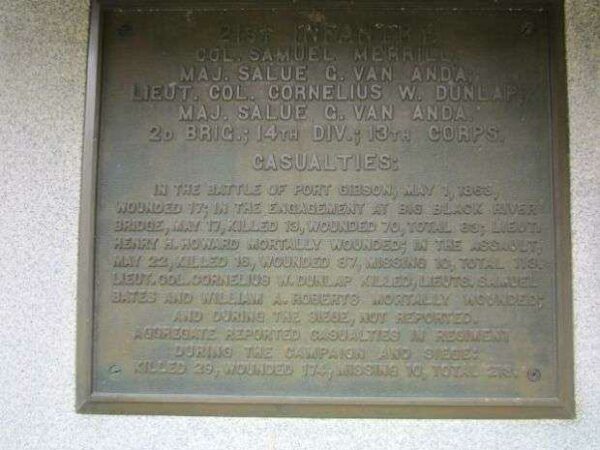 21ST INFANTRY,
COL. SAMUEL MERRILL,
MAJ. SALUE G. VAN ANDA,
LIEUT. COL. CORNELIUS W. DUNLAP,
MAJ. SALUE G. VAN ANDA.
2D BRIG.; 14TH DIV.; 13TH CORPS.
CASUALTIES:
IN THE BATTLE OF PORT GIBSON, MAY 1, 1863,
WOUNDED 17; IN THE ENGAGEMENT AT BIG BLACK RIVER
BRIDGE, MAY 17, KILLED 13, WOUNDED 70, TOTAL 83; LIEUT.
HENRY H. HOWARD MORTALLY WOUNDED; IN THE ASSAULT,
MAY 22, KILLED 16, WOUNDED 87, MISSING 10, TOTAL 113.
LIEUT. COL. CORNELIUS W. DUNLAP KILLED, LIEUTS. SAMUEL
BATES AND WILLIAM A. ROBERTS MORTALLY WOUNDED;
AND DURING THE SIEGE, NOT REPORTED.
AGGREGATE REPORTED CASUALTIES IN REGIMENT
DURING THE CAMPAIGN AND SIEGE:
KILLED 29, WOUNDED 174, MISSING 10, TOTAL 213.